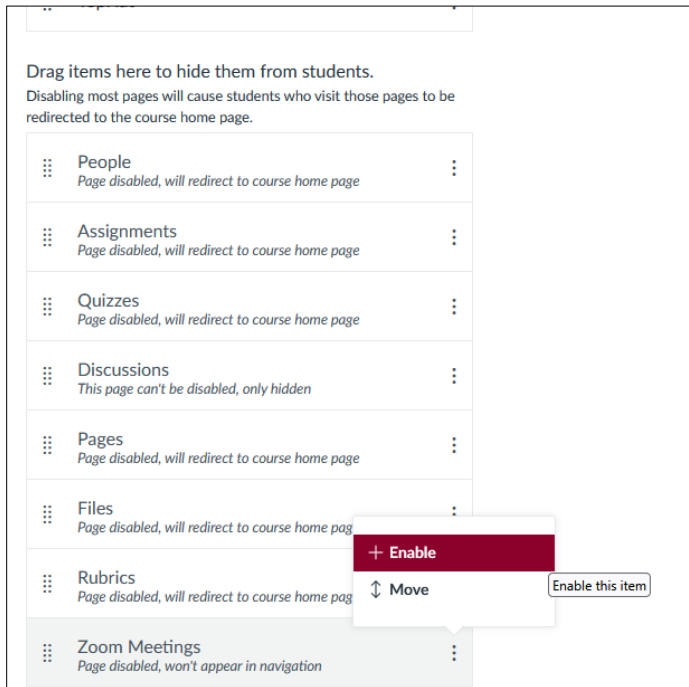 Drag items here to hide them from students.
Disabling most pages will cause students who visit those pages to be
redirected to the course home page.
People
Page disabled, will redirect to course home page
Assignments
Page disabled, will redirect to course home page
Quizzes
Page disabled, will redirect to course home page
Discussions
This page can't be disabled, only hidden
Pages
Page disabled, will redirect to course home page
Files
Page disabled, will redirect to course home pag
+ Enable
Rubrics
Page disabled, will redirect to course home pag
Move
Enable this item
Zoom Meetings
Page disabled, won't appear in navigation